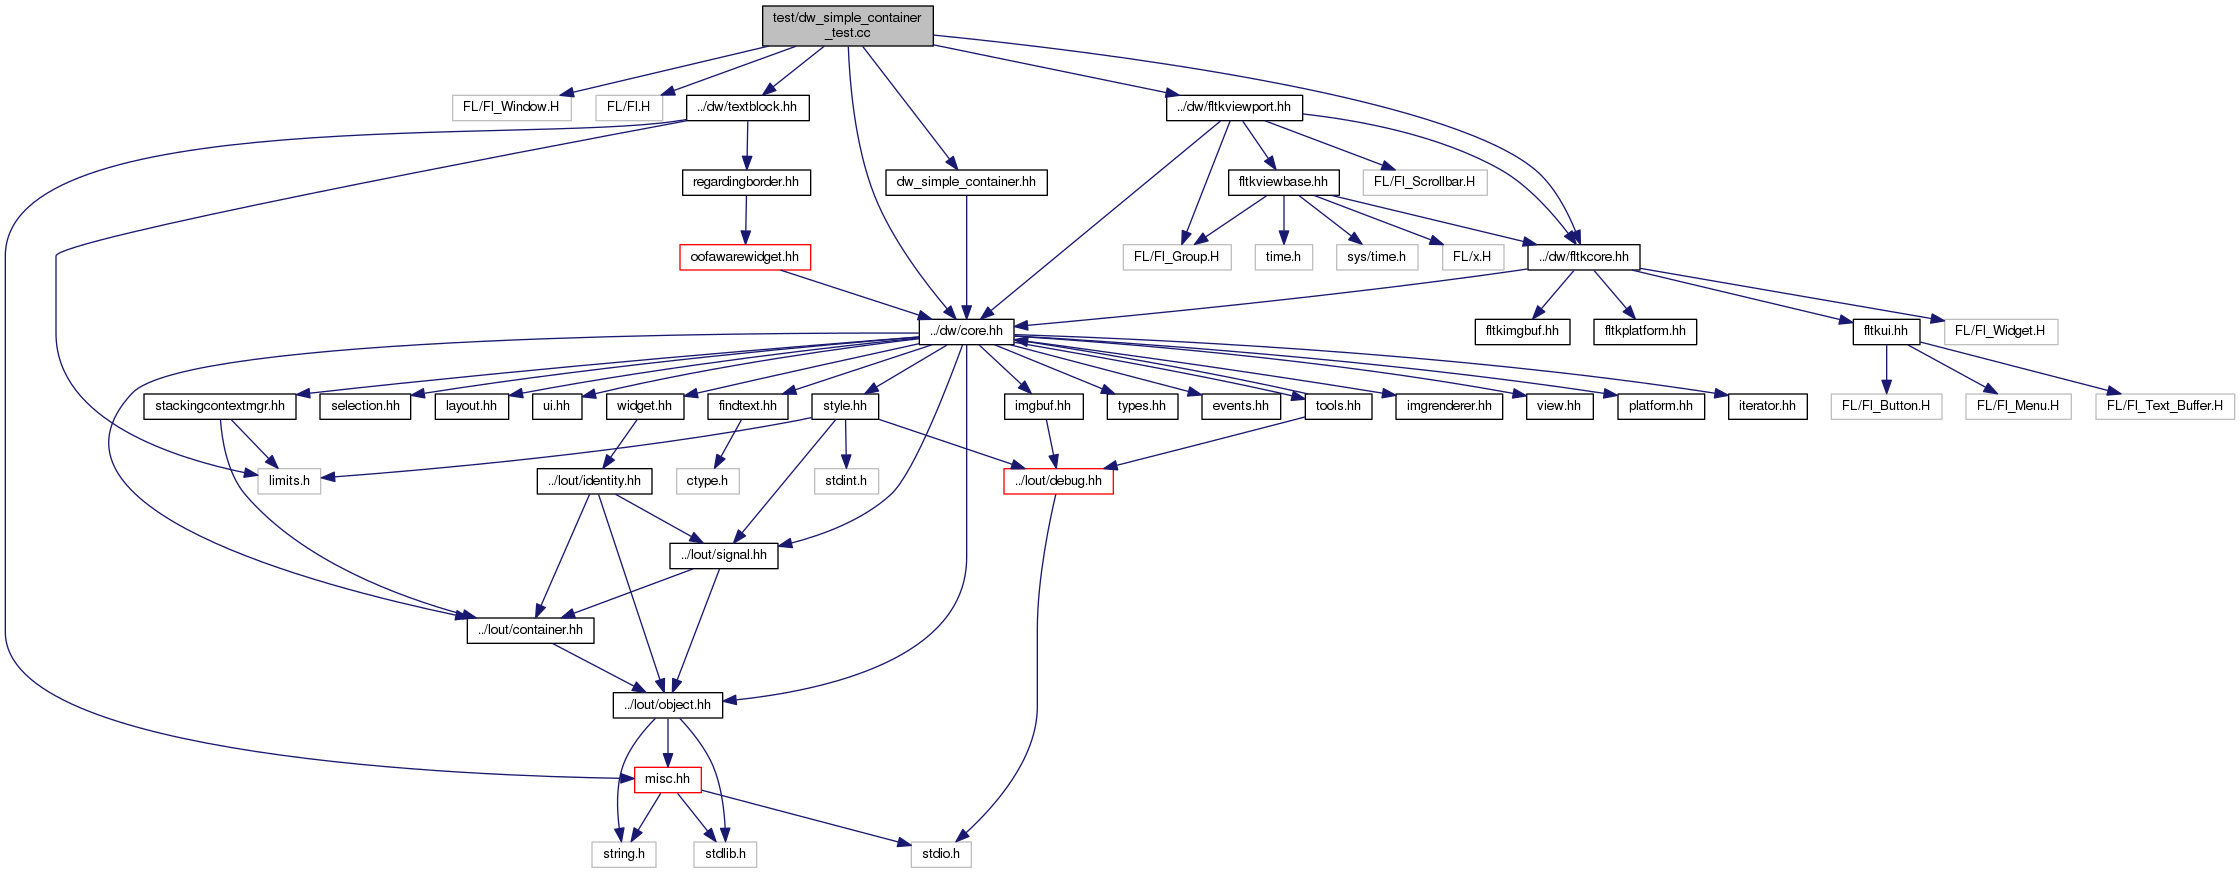 test/dw_simple_container
_test.cc
FL/Fl_Window.H
FL/Fl.H
../dw/textblock.hh
../dw/fltkviewport.hh
regardingborder.hh
dw_simple_container.hh
fltkviewbase.hh
FL/Fl_Scrollbar.H
oofawarewidget.hh
FL/Fl_Group.H
time.h
sys/time.h
FL/x.H
../dw/fltkcore.hh
../dw/core.hh
fltkimgbuf.hh
fltkplatform.hh
fltkui.hh
FL/Fl_Widget.H
stackingcontextmgr.hh
selection.hh
layout.hh
ui.hh
widget.hh
findtext.hh
style.hh
imgbuf.hh
types.hh
events.hh
tools.hh
imgrenderer.hh
view.hh
platform.hh
iterator.hh
FL/Fl_Button.H
FL/Fl_Menu.H
FL/Fl_Text_Buffer.H
limits.h
../lout/identity.hh
ctype.h
stdint.h
../lout/debug.hh
../lout/signal.hh
../lout/container.hh
../lout/object.hh
misc.hh
string.h
stdlib.h
stdio.h